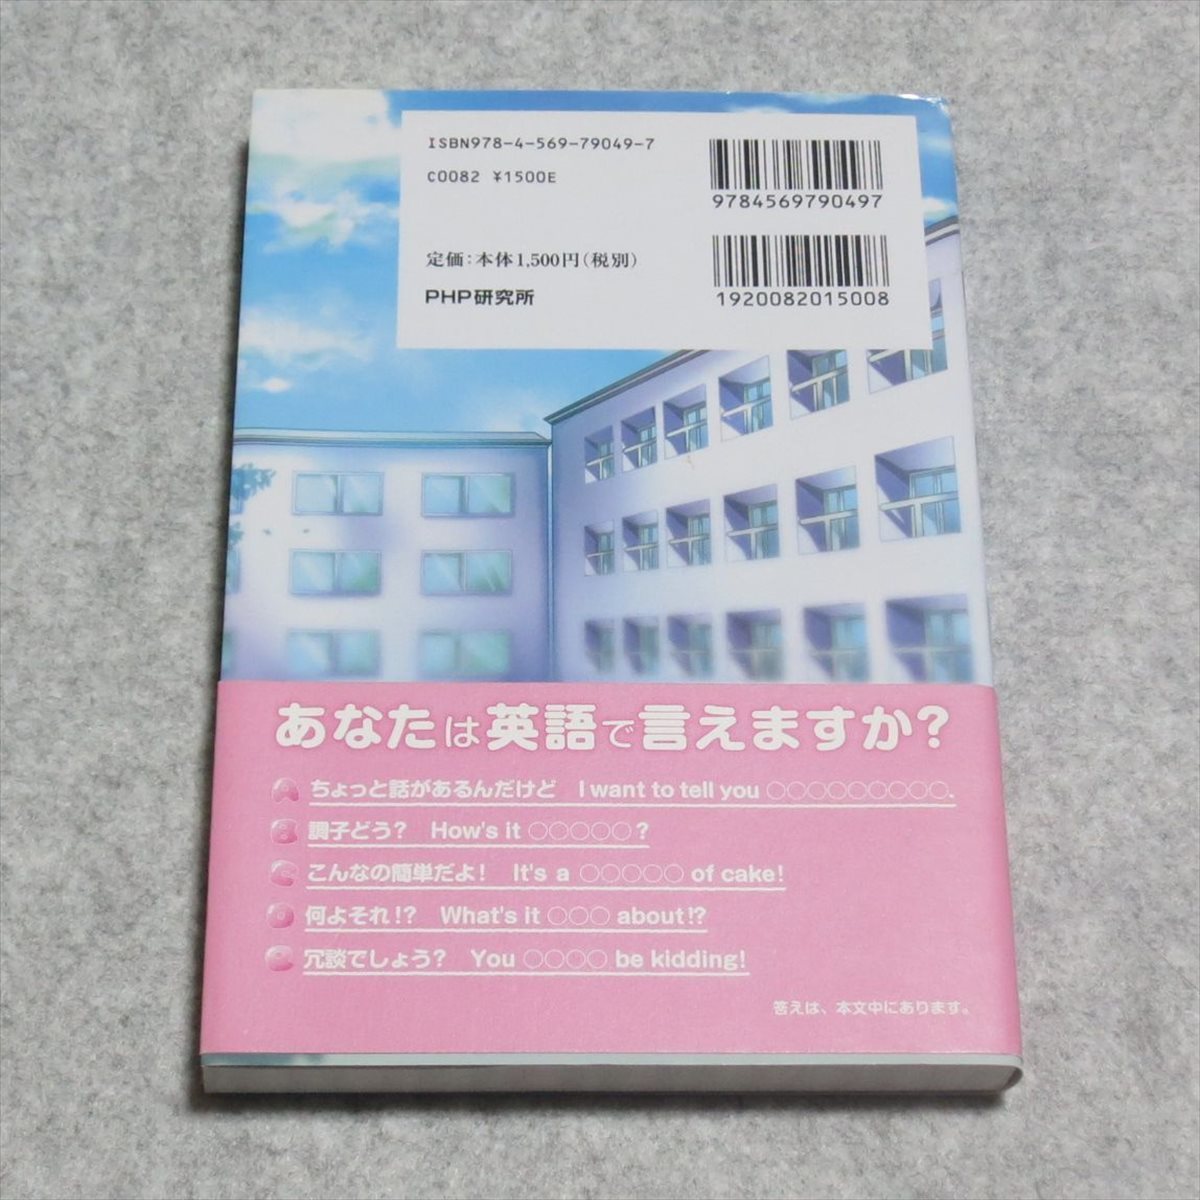 ISBN978-4-569-79049-7
C0082 ¥1500E
定価:本体1,500円(税別)
PHP研究所
9784569790497
1920082015008
あなたは英語で言えますか?
A ちょっと話があるんだけど I want to tell you ○○○○○○○○○.
B 調子どう? How's it ○○○○○?
C こんなの簡単だよ! It's a ○○○○○ of cake!
D 何よそれ!? What's it ○○○ about!?
E 冗談でしょう? You ○○○○ be kidding!
答えは、本文中にあります。